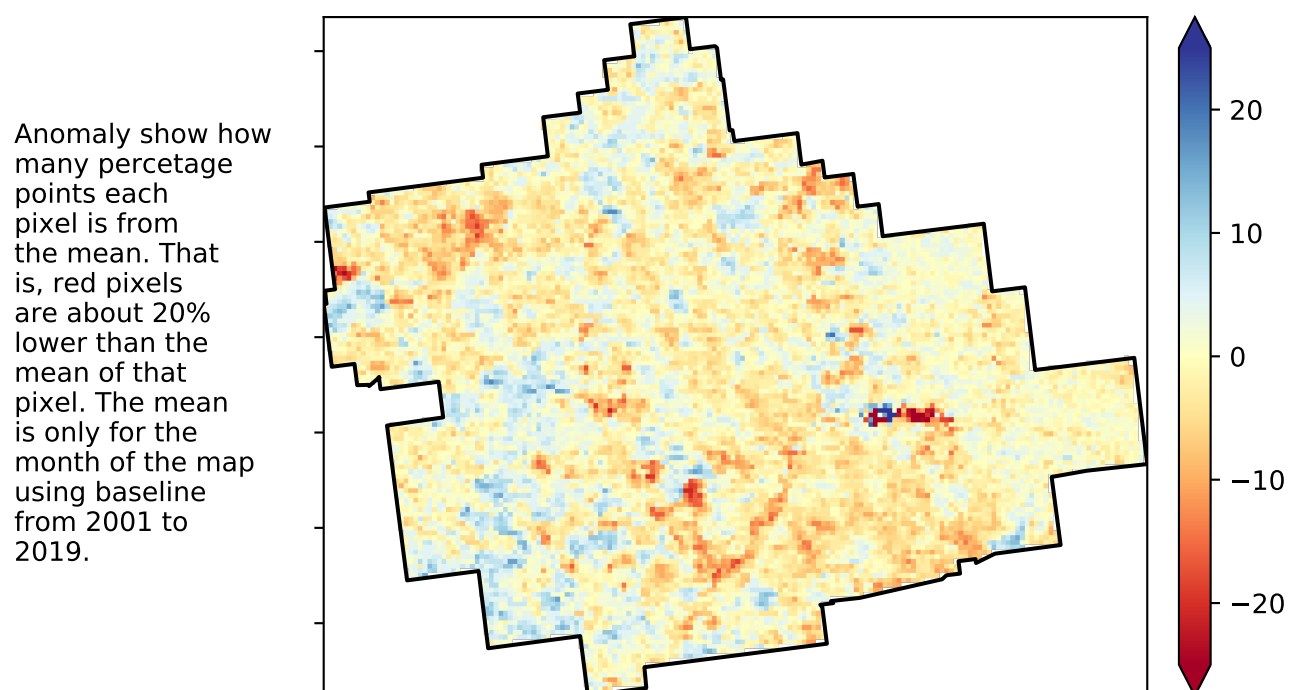 Anomaly show how
many percetage
points each
pixel is from
the mean. That
is, red pixels
are about 20%
lower than the
mean of that
pixel. The mean
is only for the
month of the map
using baseline
from 2001 to
2019.
20
10
0
−10
−20